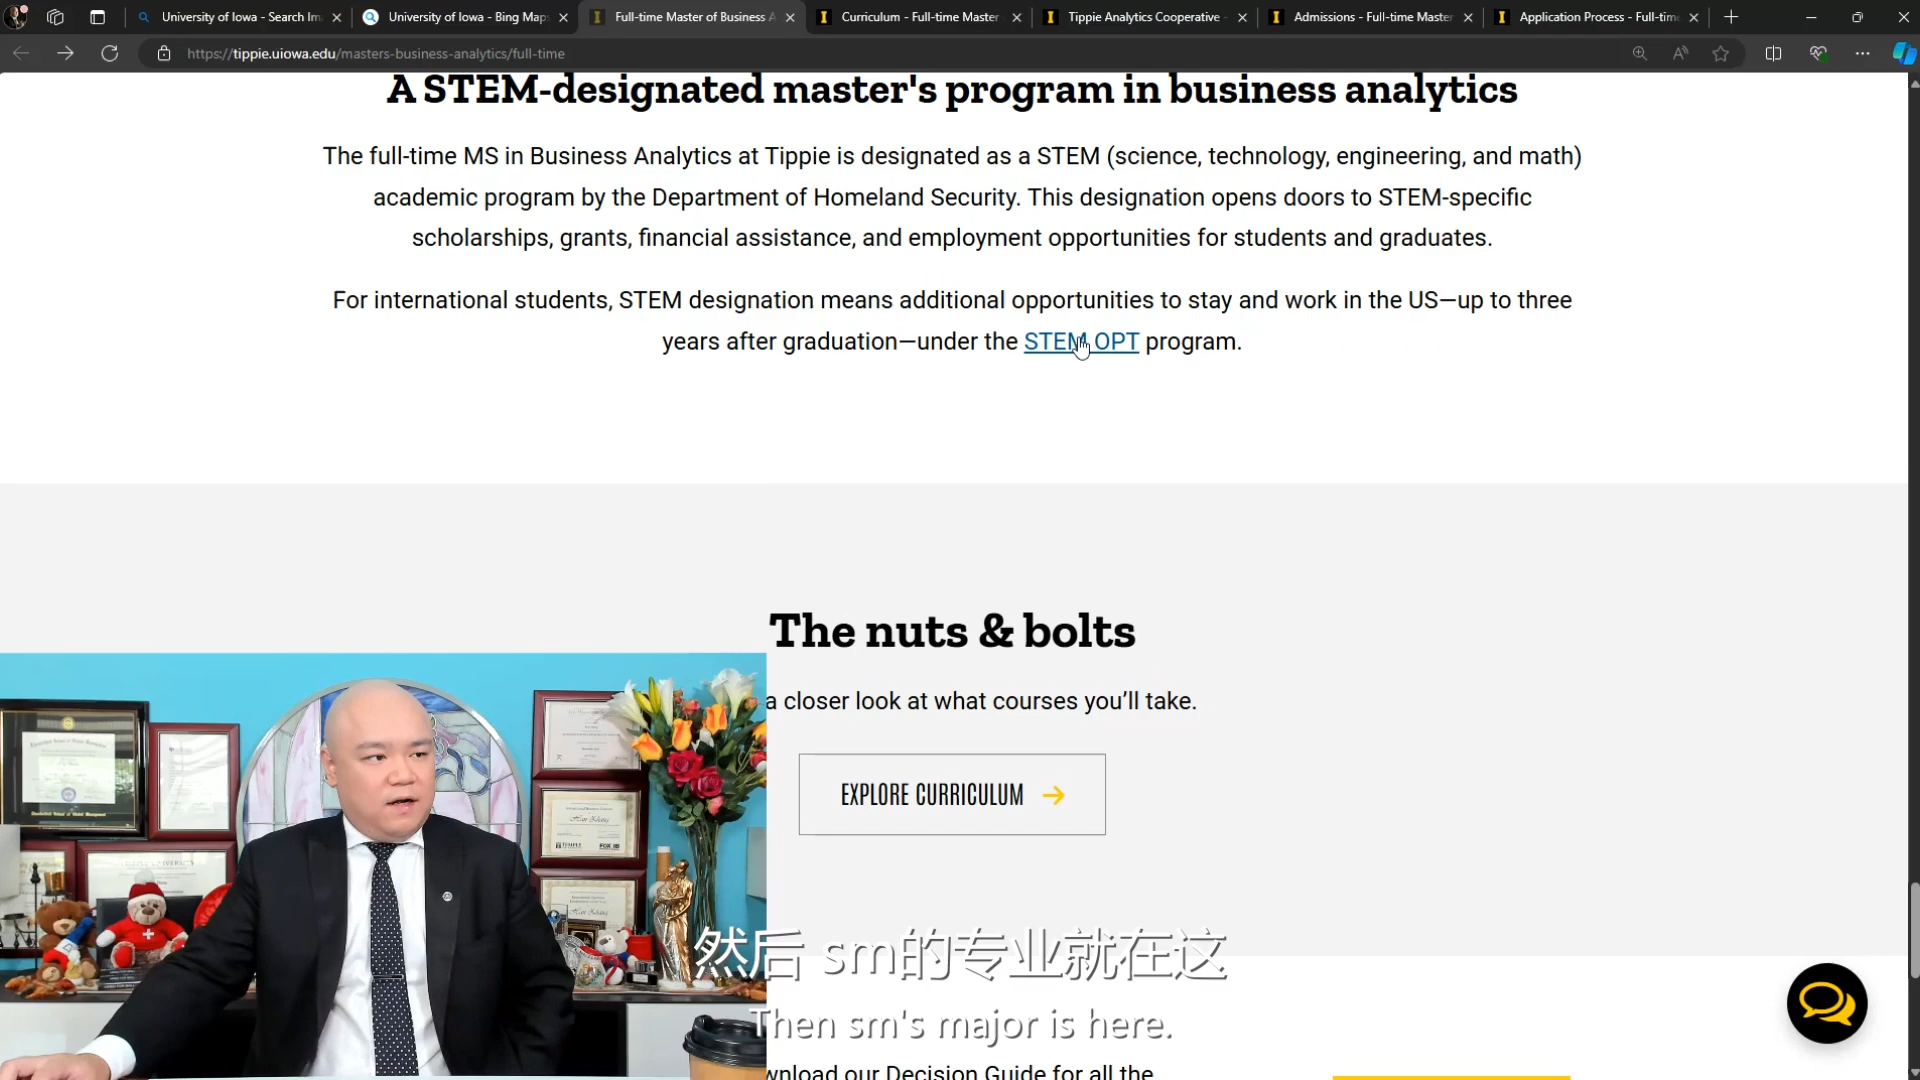 University of Iowa - Search Im
University of Iowa - Bing Maps
Full-time Master of Business A
Curriculum - Full-time Master
Tippie Analytics Cooperative -
Admissions - Full-time Master
Application Process - Full-tim
https://tippie.uiowa.edu/masters-business-analytics/full-time
A STEM-designated master's program in business analytics
The full-time MS in Business Analytics at Tippie is designated as a STEM (science, technology, engineering, and math)
academic program by the Department of Homeland Security. This designation opens doors to STEM-specific
scholarships, grants, financial assistance, and employment opportunities for students and graduates.
For international students, STEM designation means additional opportunities to stay and work in the US—up to three
years after graduation—under the STEM OPT program.
The nuts & bolts
a closer look at what courses you'll take.
EXPLORE CURRICULUM
然后 sm的专业就在这
Then sm's major is here.
wnload our Decision Guide for all the